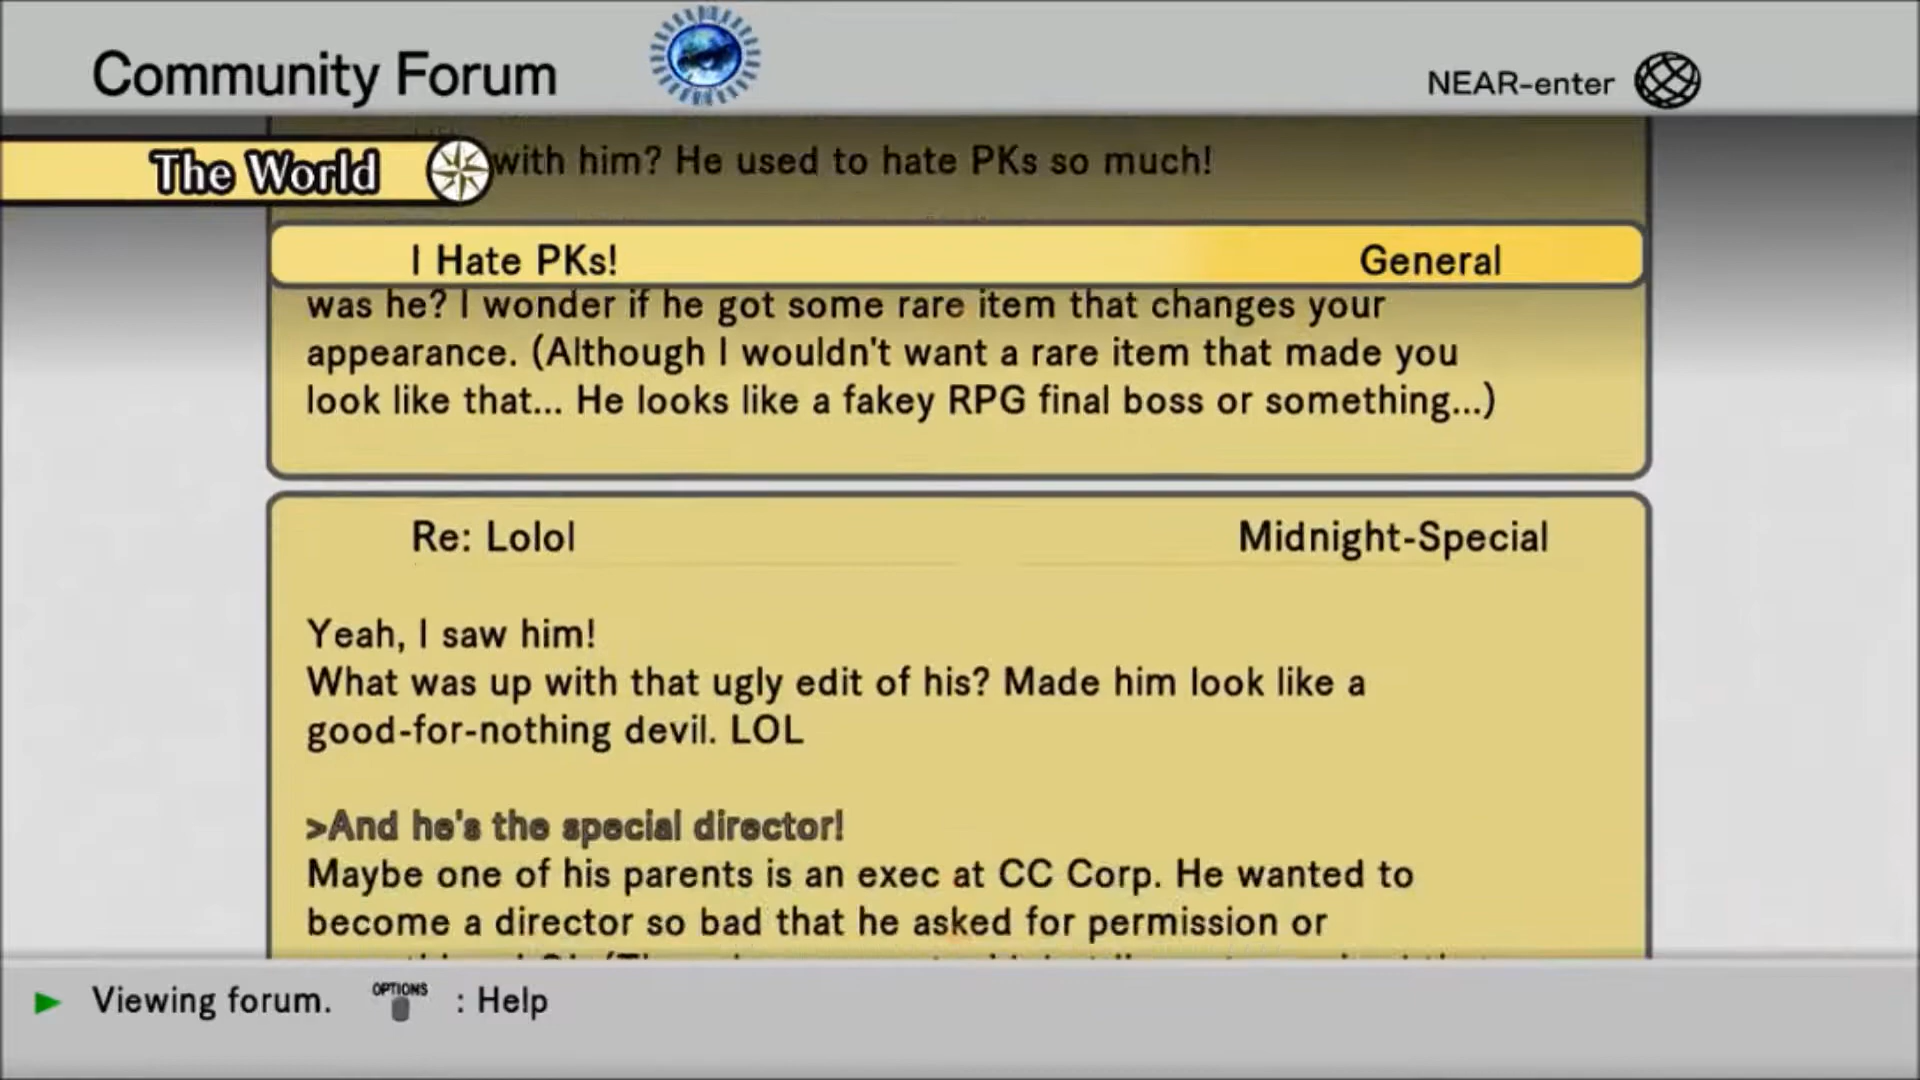 Community Forum
NEAR-enter
The World
with him? He used to hate PKs so much!
I Hate PKs! General
was he? I wonder if he got some rare item that changes your
appearance. (Although I wouldn't want a rare item that made you
look like that... He looks like a fakey RPG final boss or something...)
Re: Lolol Midnight-Special
Yeah, I saw him!
What was up with that ugly edit of his? Made him look like a
good-for-nothing devil. LOL
>And he's the special director!
Maybe one of his parents is an exec at CC Corp. He wanted to
become a director so bad that he asked for permission or
Viewing forum. OPTIONS : Help